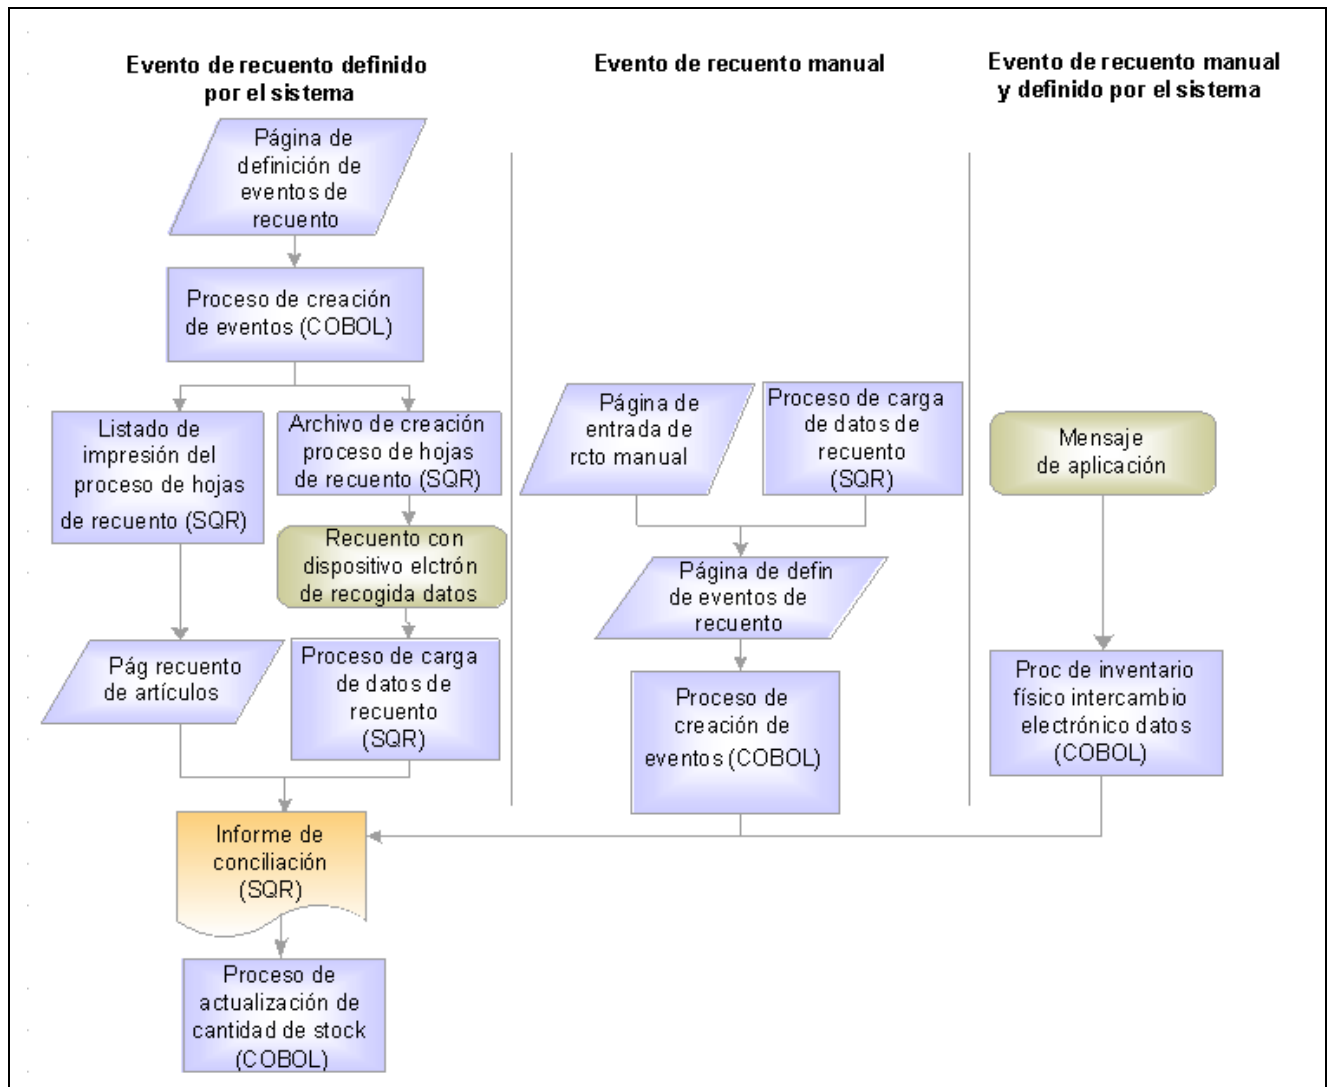 Evento de recuento definido
por el sistema
Página de
definición de
eventos de
recuento
Proceso de creación
de eventos (COBOL)
Listado de
impresión del
proceso de hojas
de recuento (SQR)
Archivo de creación
proceso de hojas
de recuento (SQR)
Recuento con
dispositivo elctrón
de recogida datos
Pág recuento
de artículos
Proceso de carga
de datos de
recuento
(SQR)
Informe de
conciliación
(SQR)
Proceso de
actualización de
cantidad de stock
(COBOL)
Evento de recuento manual
Página de
entrada de
rcto manual
Proceso de carga
de datos de
recuento
(SQR)
Página de defin
de eventos de
recuento
Proceso de
creación de
eventos (COBOL)
Evento de recuento manual
y definido por el sistema
Mensaje
de aplicación
Proc de inventario
físico intercambio
electrónico datos
(COBOL)